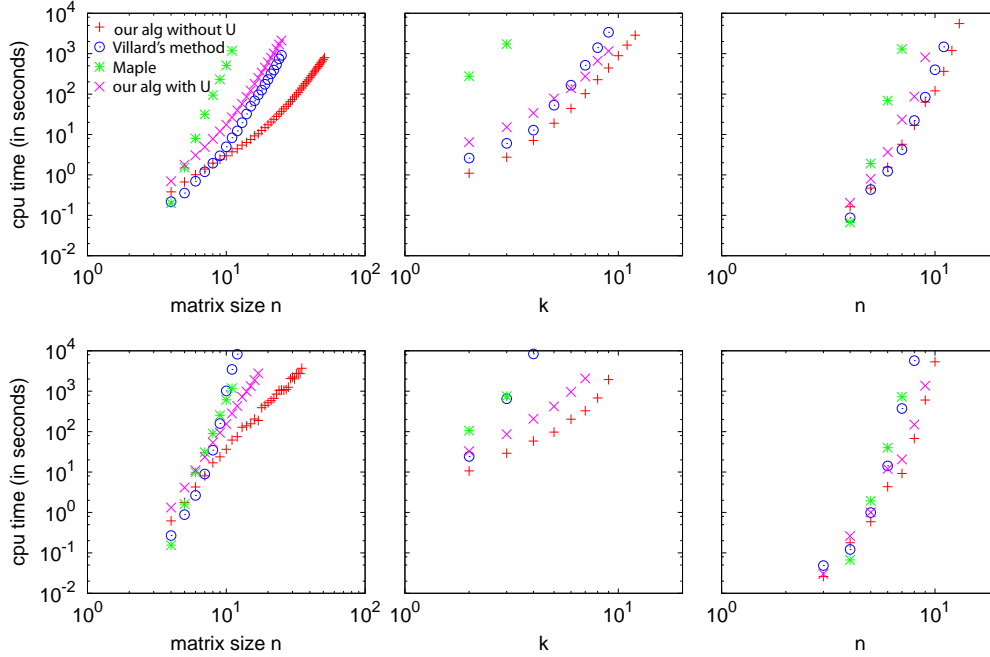 cpu time (in seconds)
10^4
10^3
10^2
10^1
10^0
10^-1
10^-2
our alg without U
Villard's method
Maple
our alg with U
10^0
10^1
10^2
matrix size n
10^0
10^1
k
10^0
10^1
n
cpu time (in seconds)
10^4
10^3
10^2
10^1
10^0
10^-1
10^-2
10^0
10^1
10^2
matrix size n
10^0
10^1
k
10^0
10^1
n